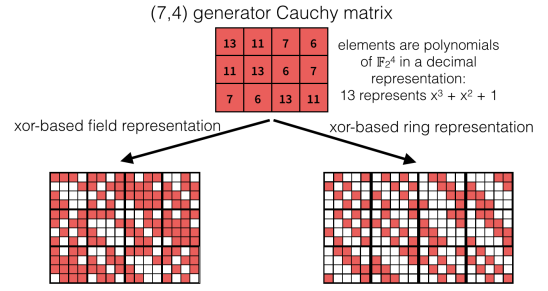 (7,4) generator Cauchy matrix
13 11 7 6
11 13 6 7
7 6 13 11
elements are polynomials
of 𝔽₂⁴ in a decimal
representation:
13 represents x³ + x² + 1
xor-based field representation
xor-based ring representation